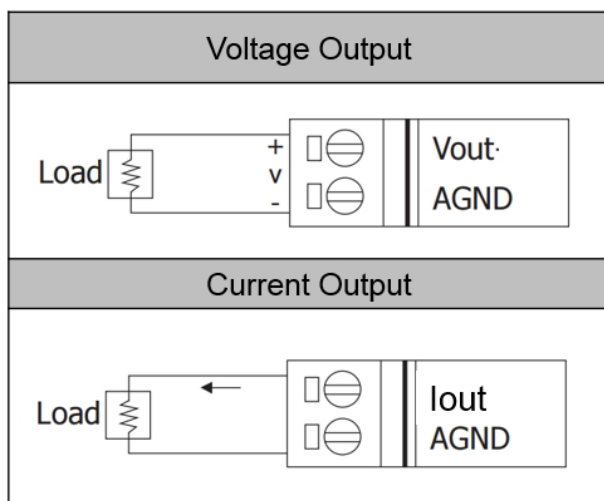 Voltage Output
+
Load
v
Vout·
-
AGND
Current Output
Iout
Load
AGND